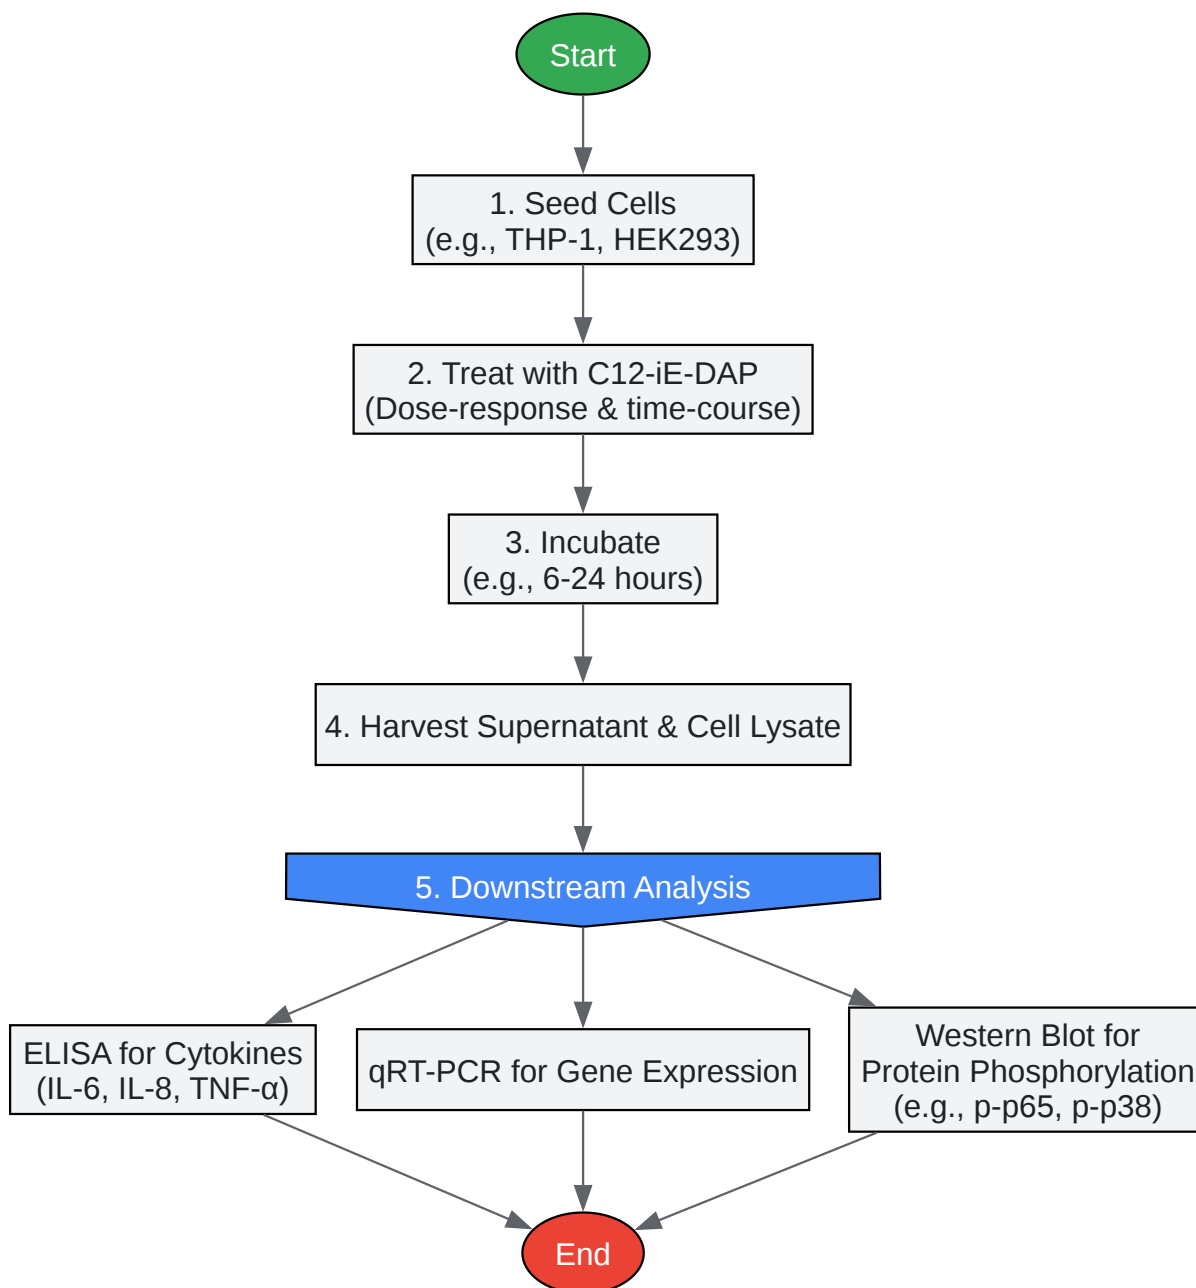 Start
1. Seed Cells
(e.g., THP-1, HEK293)
2. Treat with C12-iE-DAP
(Dose-response & time-course)
3. Incubate
(e.g., 6-24 hours)
4. Harvest Supernatant & Cell Lysate
5. Downstream Analysis
ELISA for Cytokines
(IL-6, IL-8, TNF-α)
qRT-PCR for Gene Expression
Western Blot for
Protein Phosphorylation
(e.g., p-p65, p-p38)
End